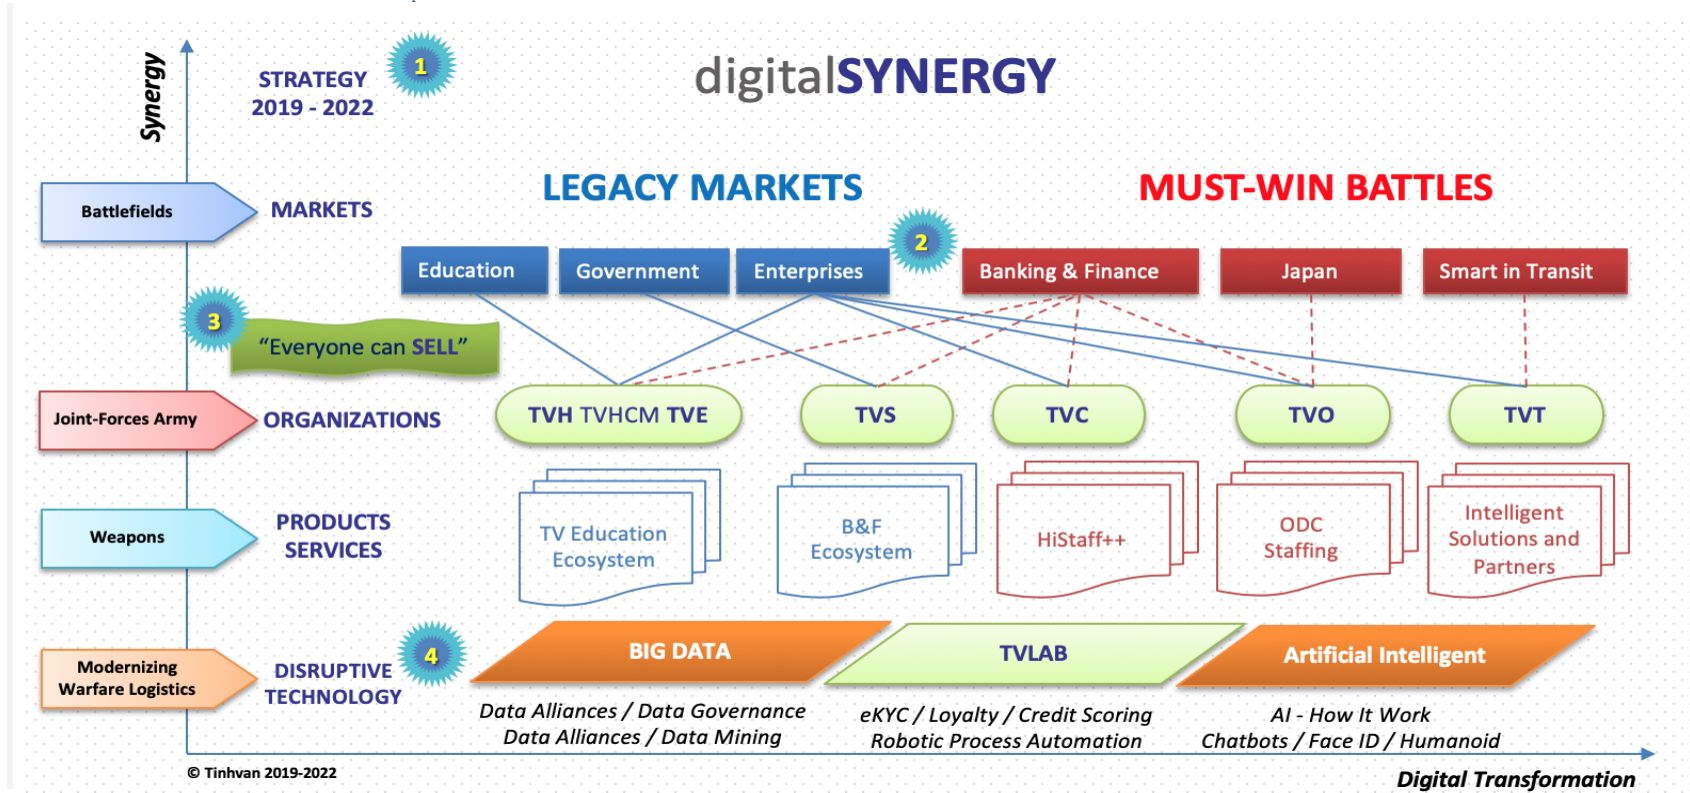 Synergy
STRATEGY
2019 - 2022
1
digitalSYNERGY
Battlefields
MARKETS
LEGACY MARKETS
MUST-WIN BATTLES
2
Education
Government
Enterprises
Banking & Finance
Japan
Smart in Transit
3
“Everyone can SELL”
Joint-Forces Army
ORGANIZATIONS
TVH TVHCM TVE
TVS
TVC
TVO
TVT
Weapons
PRODUCTS
SERVICES
TV Education
Ecosystem
B&F
Ecosystem
HiStaff++
ODC
Staffing
Intelligent
Solutions and
Partners
Modernizing
Warfare Logistics
DISRUPTIVE
TECHNOLOGY
4
BIG DATA
TVLAB
Artificial Intelligent
Data Alliances / Data Governance
Data Alliances / Data Mining
eKYC / Loyalty / Credit Scoring
Robotic Process Automation
AI - How It Work
Chatbots / Face ID / Humanoid
© Tinhvan 2019-2022
Digital Transformation